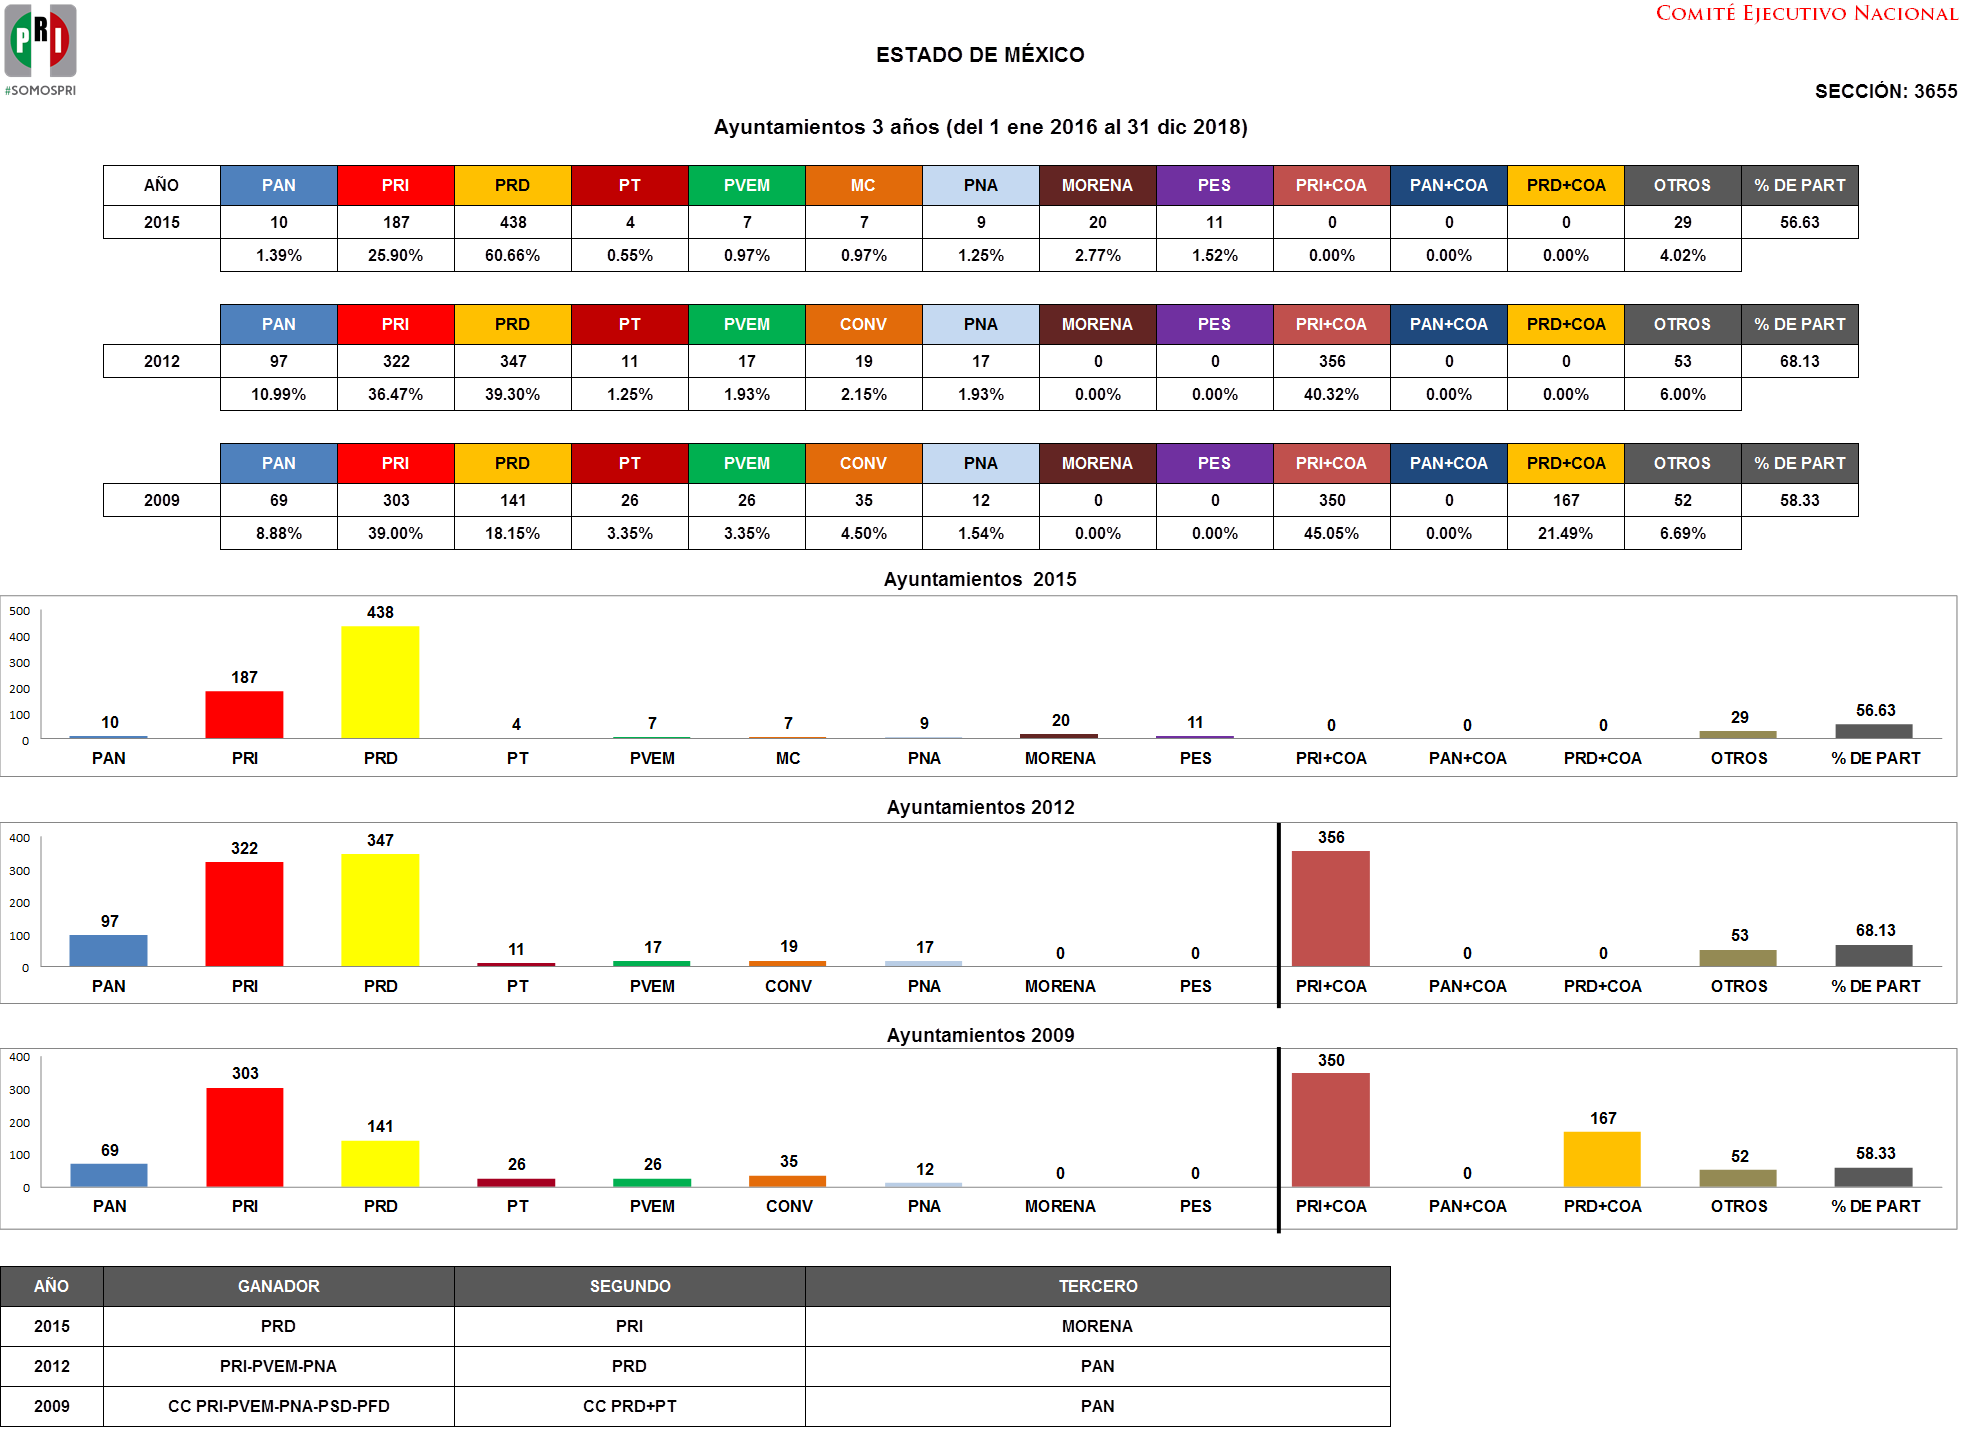 PRI
#SOMOSPRI
COMITÉ EJECUTIVO NACIONAL
ESTADO DE MÉXICO
SECCIÓN: 3655
Ayuntamientos 3 años (del 1 ene 2016 al 31 dic 2018)
AÑO PAN PRI PRD PT PVEM MC PNA MORENA PES PRI+COA PAN+COA PRD+COA OTROS % DE PART
2015 10 187 438 4 7 7 9 20 11 0 0 0 29 56.63
1.39% 25.90% 60.66% 0.55% 0.97% 0.97% 1.25% 2.77% 1.52% 0.00% 0.00% 0.00% 4.02%
PAN PRI PRD PT PVEM CONV PNA MORENA PES PRI+COA PAN+COA PRD+COA OTROS % DE PART
2012 97 322 347 11 17 19 17 0 0 356 0 0 53 68.13
10.99% 36.47% 39.30% 1.25% 1.93% 2.15% 1.93% 0.00% 0.00% 40.32% 0.00% 0.00% 6.00%
PAN PRI PRD PT PVEM CONV PNA MORENA PES PRI+COA PAN+COA PRD+COA OTROS % DE PART
2009 69 303 141 26 26 35 12 0 0 350 0 167 52 58.33
8.88% 39.00% 18.15% 3.35% 3.35% 4.50% 1.54% 0.00% 0.00% 45.05% 0.00% 21.49% 6.69%
Ayuntamientos 2015
500
400
300
200
100
0
10 187 438 4 7 7 9 20 11 0 0 0 29 56.63
PAN PRI PRD PT PVEM MC PNA MORENA PES PRI+COA PAN+COA PRD+COA OTROS % DE PART
Ayuntamientos 2012
400
300
200
100
0
97 322 347 11 17 19 17 0 0 356 0 0 53 68.13
PAN PRI PRD PT PVEM CONV PNA MORENA PES PRI+COA PAN+COA PRD+COA OTROS % DE PART
Ayuntamientos 2009
400
300
200
100
0
69 303 141 26 26 35 12 0 0 350 0 167 52 58.33
PAN PRI PRD PT PVEM CONV PNA MORENA PES PRI+COA PAN+COA PRD+COA OTROS % DE PART
AÑO GANADOR SEGUNDO TERCERO
2015 PRD PRI MORENA
2012 PRI-PVEM-PNA PRD PAN
2009 CC PRI-PVEM-PNA-PSD-PFD CC PRD+PT PAN